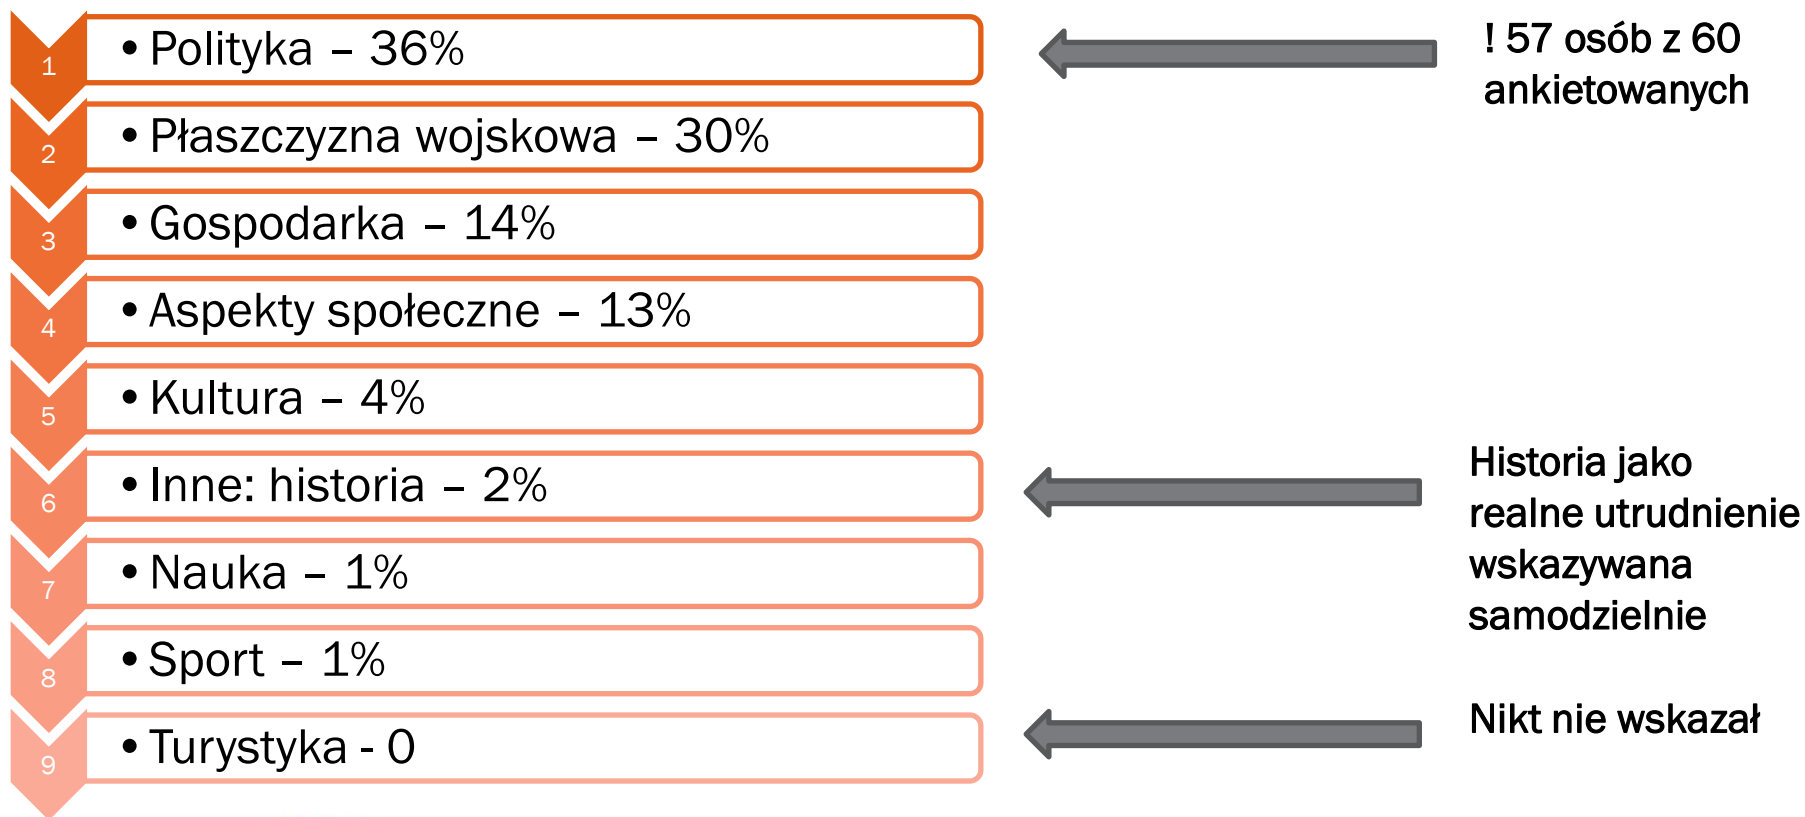 1
• Polityka – 36%
! 57 osób z 60
ankietowanych
2
• Płaszczyzna wojskowa – 30%
3
• Gospodarka – 14%
4
• Aspekty społeczne – 13%
5
• Kultura – 4%
6
• Inne: historia – 2%
Historia jako
realne utrudnienie
wskazywana
samodzielnie
7
• Nauka – 1%
8
• Sport – 1%
9
• Turystyka - 0
Nikt nie wskazał